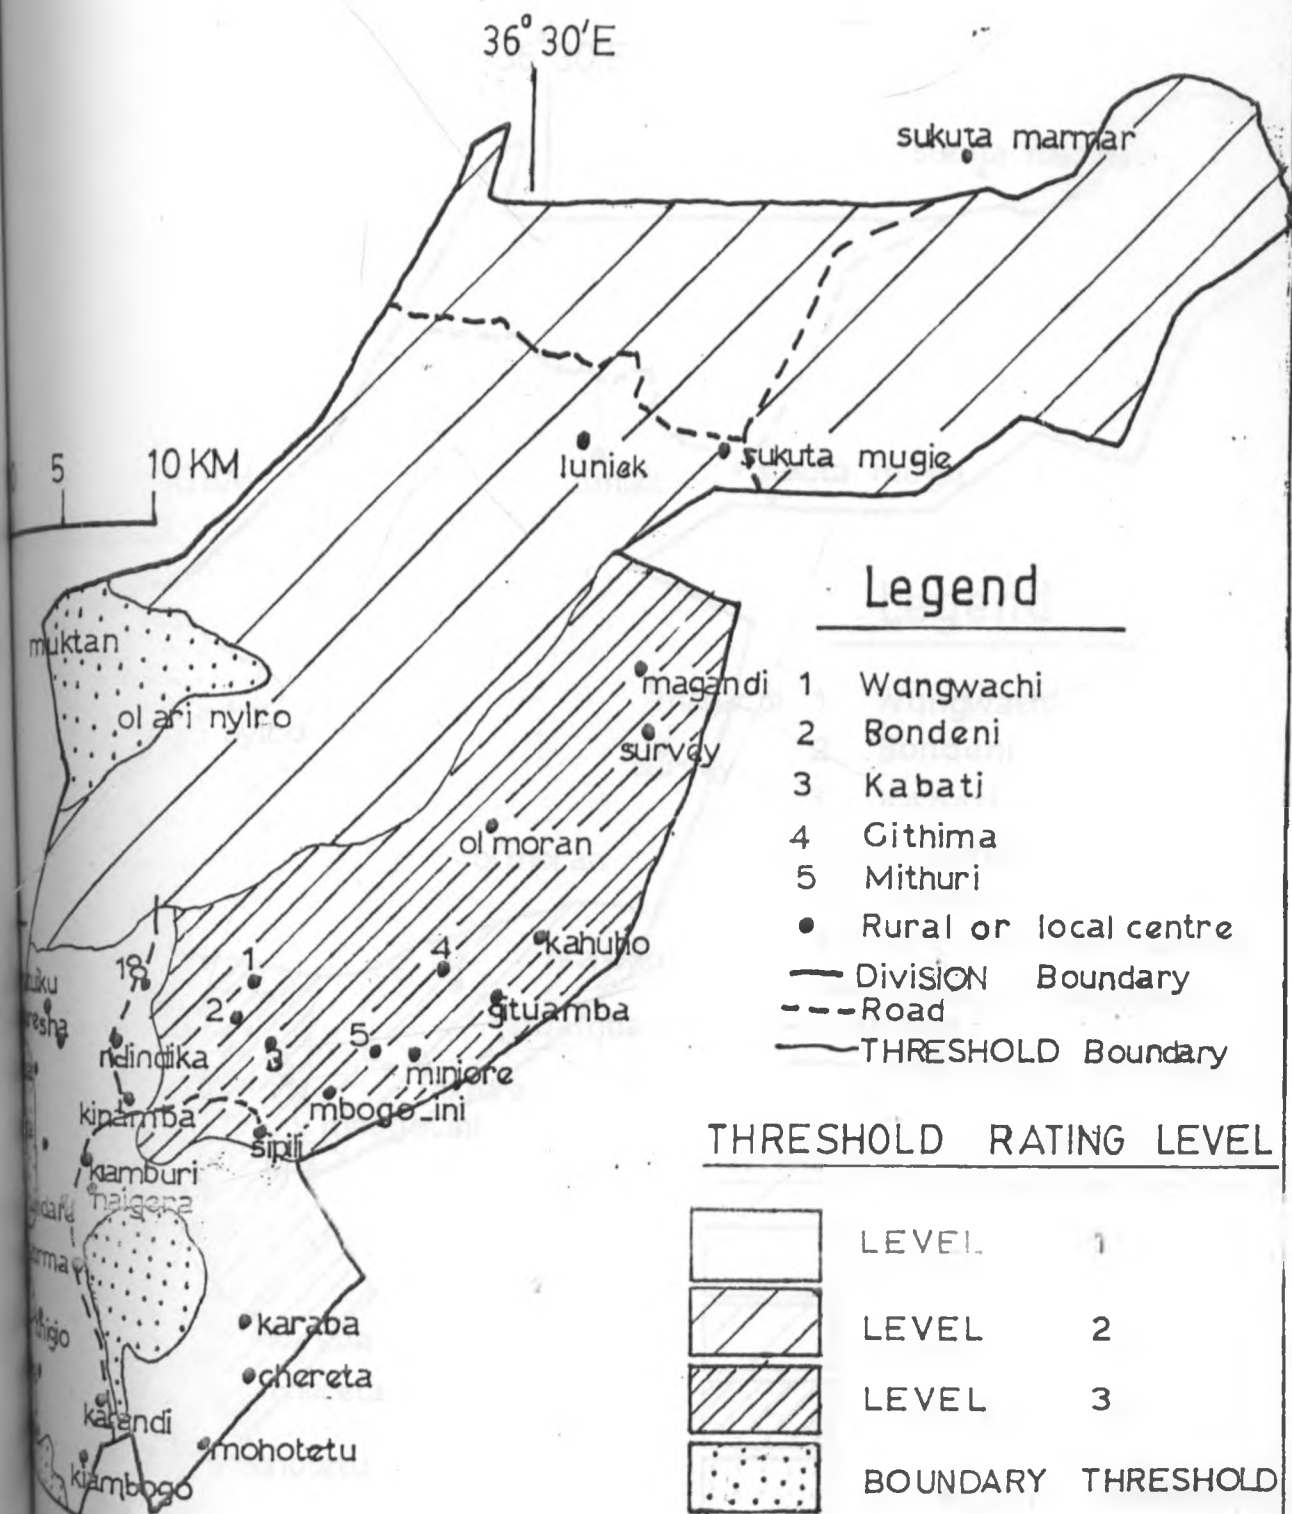 36° 30'E
sukuta marmar
5 10 KM
luniek
sukuta mugie
muktan
ol ari nyiro
magandi
survey
ol moran
kahuho
gituamba
1
2
3
4
5
18
ndindika
miniore
mbogo_ini
kinamba
sipili
kiamburi
naigera
karaba
chereta
karandi
mohotetu
kiambogo
Legend
1 Wangwachi
2 Bondeni
3 Kabati
4 Githima
5 Mithuri
Rural or local centre
DivisiON Boundary
Road
THRESHOLD Boundary
THRESHOLD RATING LEVEL
LEVEL 1
LEVEL 2
LEVEL 3
BOUNDARY THRESHOLD